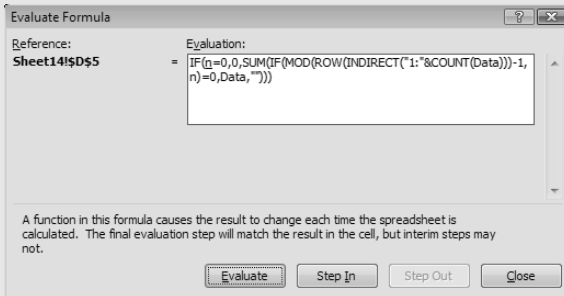 Evaluate Formula
Reference:
Evaluation:
Sheet14!$D$5
=
IF(n=0,0,SUM(IF(MOD(ROW(INDIRECT("1:"&COUNT(Data)))-1,
n)=0,Data,"")))
A function in this formula causes the result to change each time the spreadsheet is
calculated. The final evaluation step will match the result in the cell, but interim steps may
not.
Evaluate
Step In
Step Out
Close